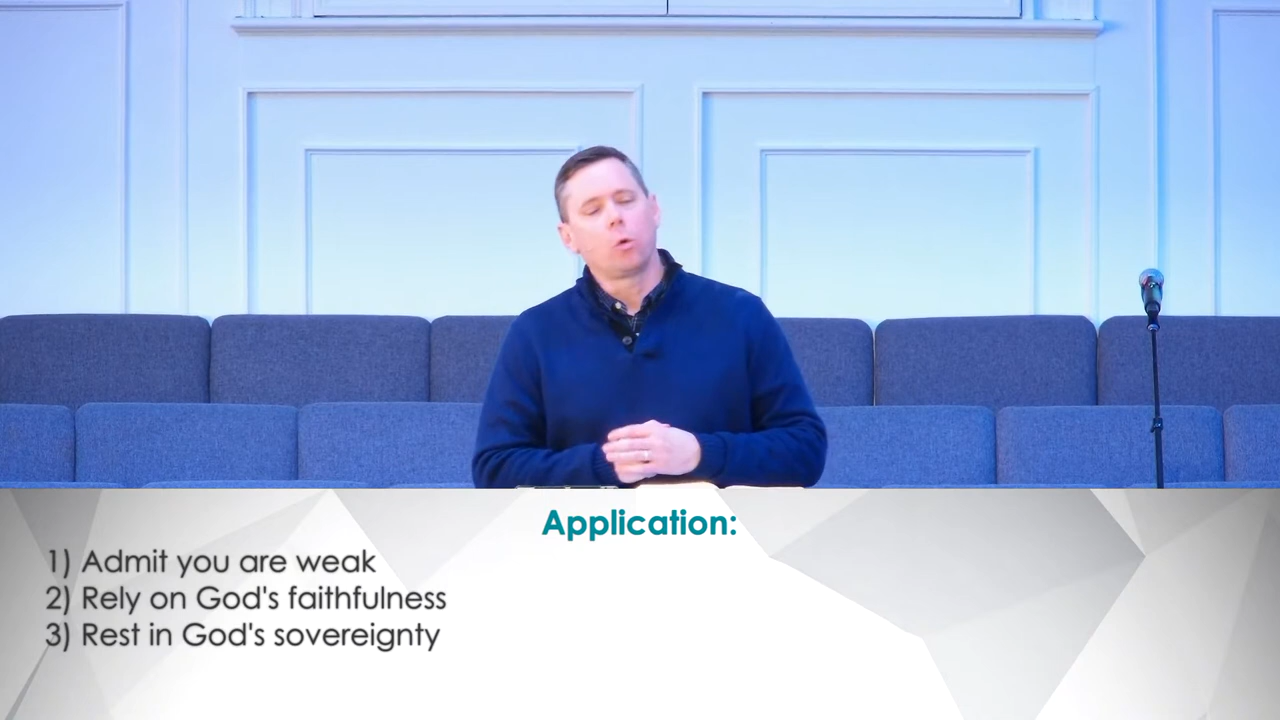 Application:
1) Admit you are weak
2) Rely on God's faithfulness
3) Rest in God's sovereignty